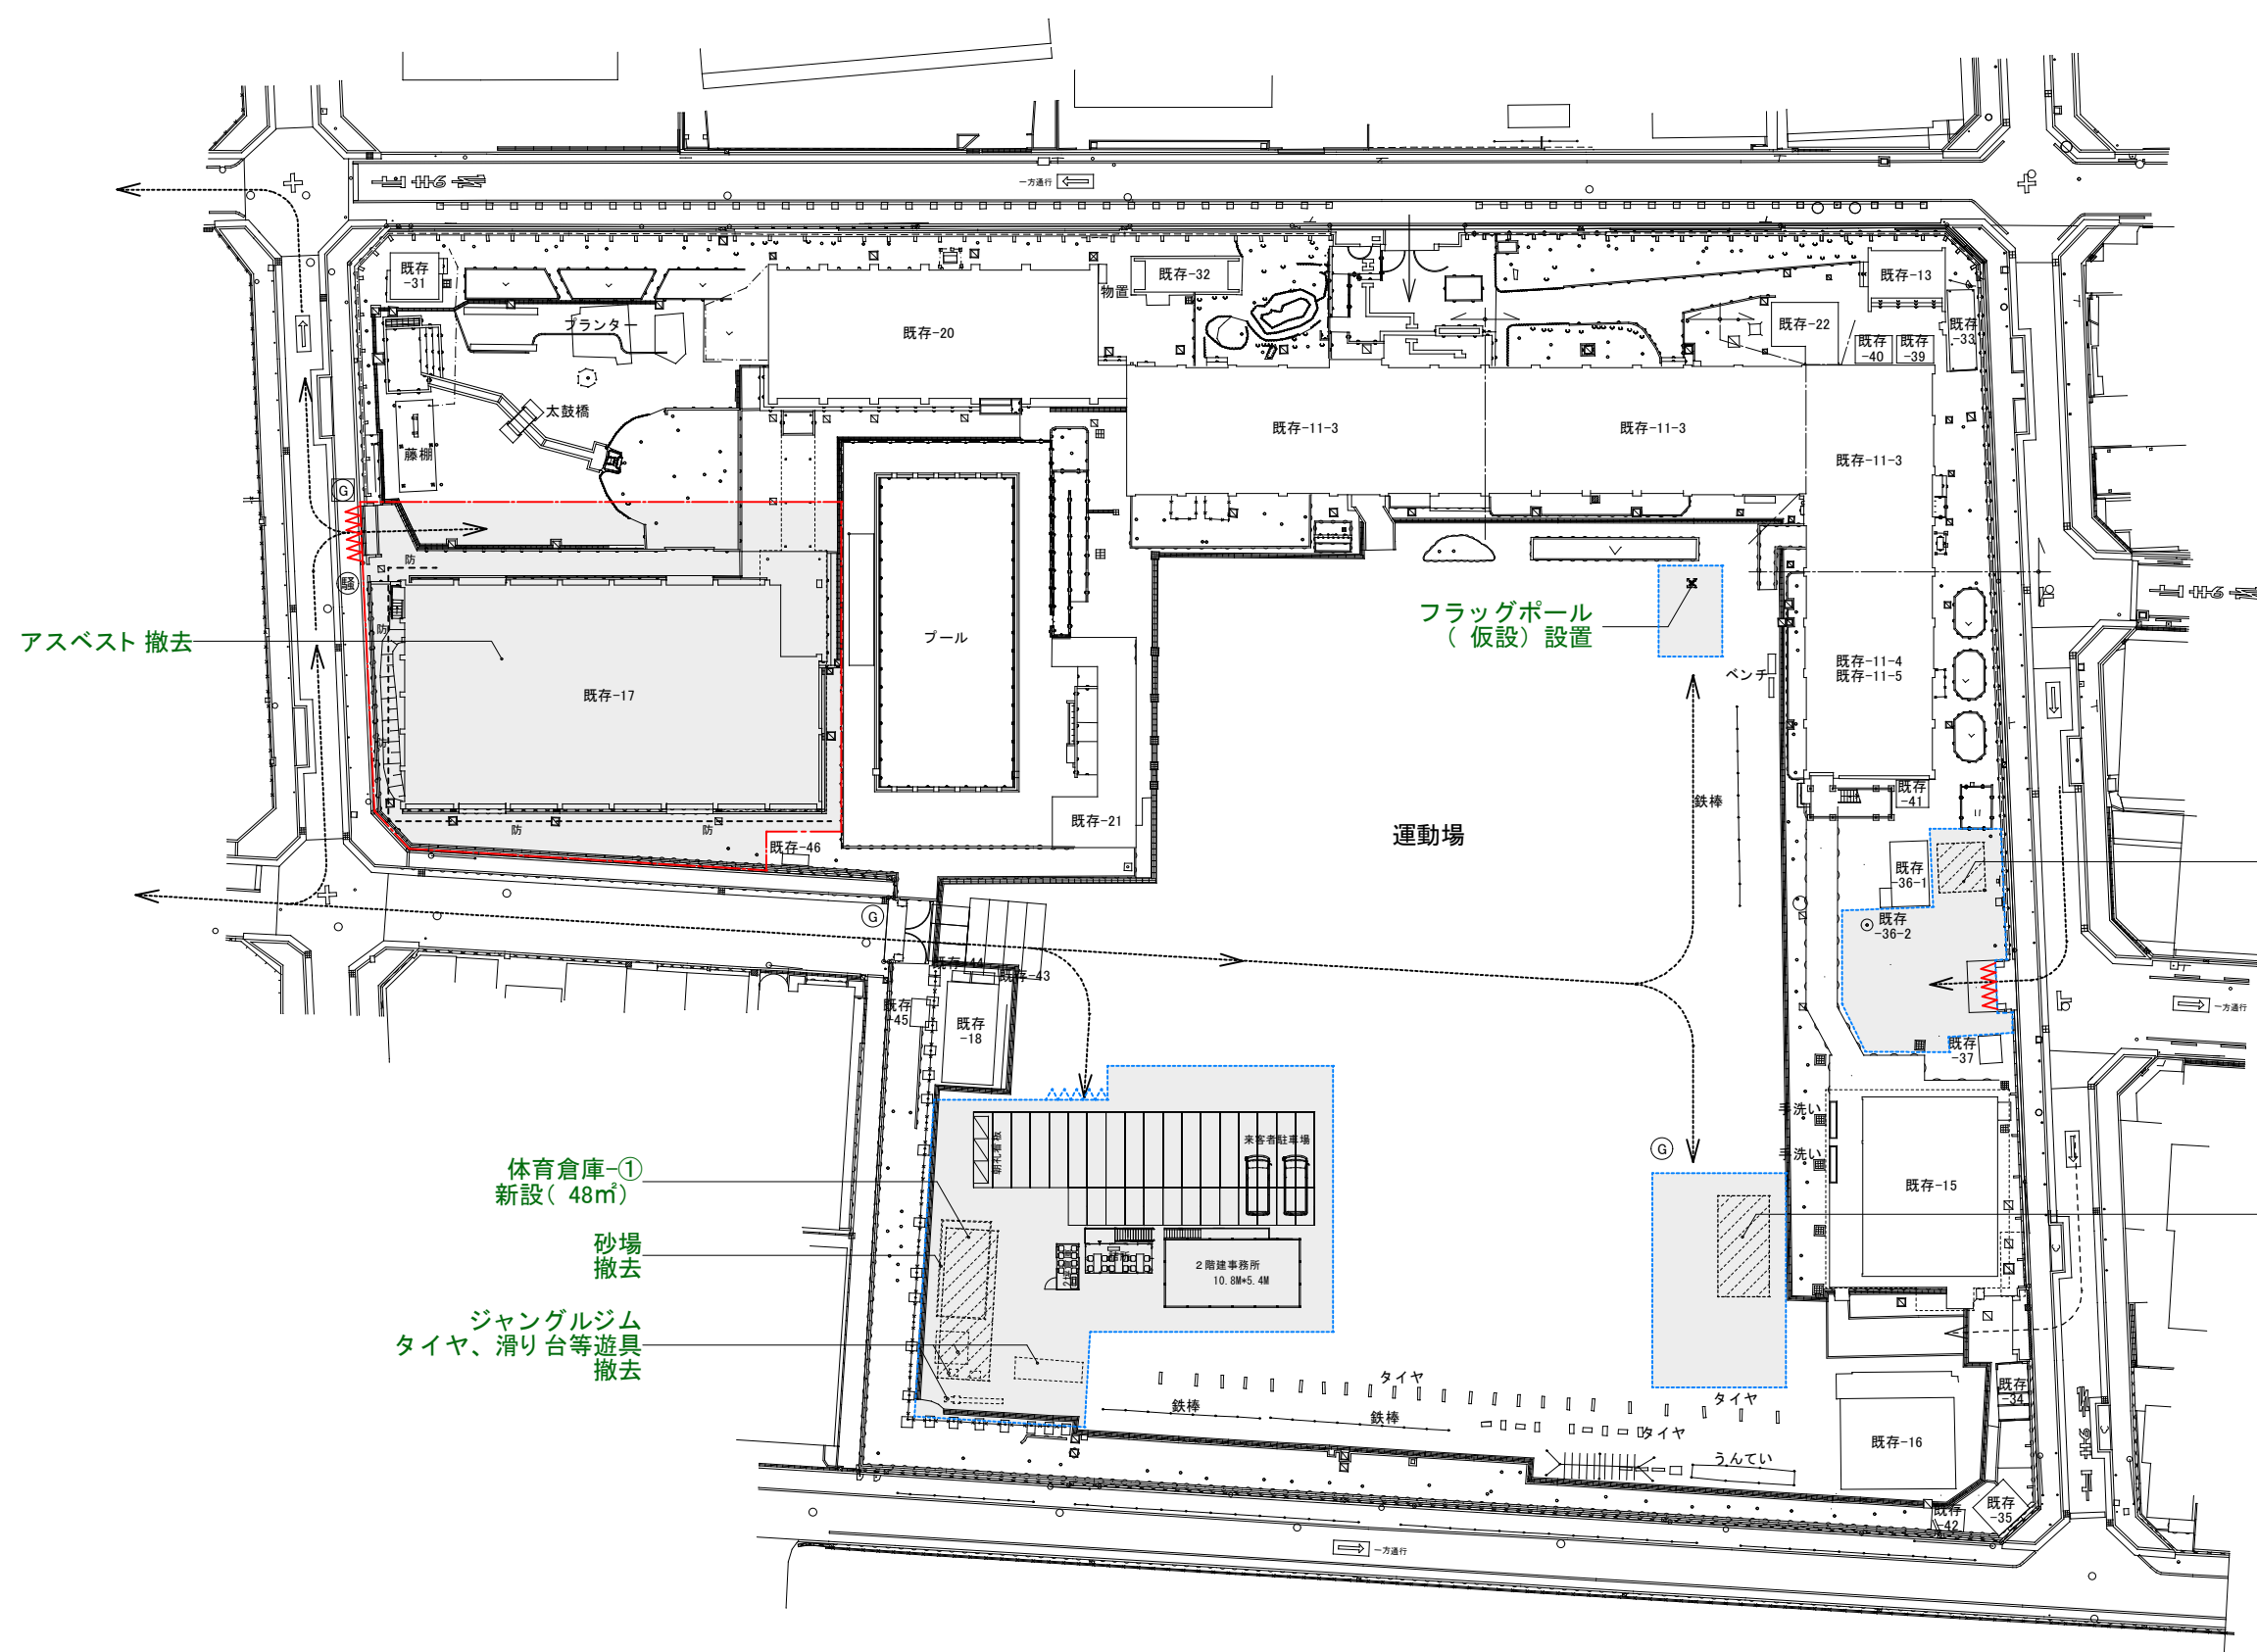 一方通行
既存
-31
既存-32
既存-13
物置
プランター
既存-20
既存-22
既存
-33
既存
-40
既存
-39
太鼓橋
既存-11-3
既存-11-3
既存-11-3
藤棚
G
防
騒
フラッグポール
(仮設)設置
アスベスト撤去
防
プール
既存-11-4
既存-11-5
ベンチ
既存-17
防
鉄棒
既存
-41
既存-21
運動場
防
防
既存-46
既存
-36-1
G
既存
-36-2
既存-44
既存-43
一方通行
既存
-45
既存
-18
既存
-37
手洗い
来客者駐車場
朝礼看板
G
手洗い
体育倉庫-①
新設(48㎡)
既存-15
砂場
撤去
2階建事務所
10.8M*5.4M
ジャングルジム
タイヤ、滑り台等遊具
撤去
タイヤ
タイヤ
既存
-34
鉄棒
鉄棒
タイヤ
既存-16
うんてい
既存
-35
既存
-42
一方通行